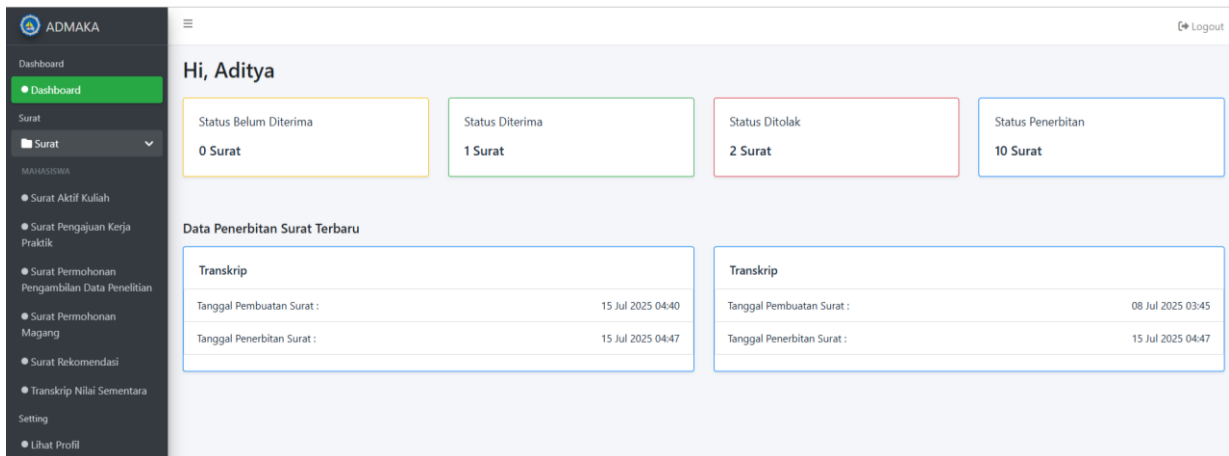 ADMAKA
Dashboard
Dashboard
Surat
Surat
MAHASISWA
Surat Aktif Kuliah
Surat Pengajuan Kerja
Praktik
Surat Permohonan
Pengambilan Data Penelitian
Surat Permohonan
Magang
Surat Rekomendasi
Transkrip Nilai Sementara
Setting
Lihat Profil
Logout
Hi, Aditya
Status Belum Diterima
0 Surat
Status Diterima
1 Surat
Status Ditolak
2 Surat
Status Penerbitan
10 Surat
Data Penerbitan Surat Terbaru
Transkrip
Tanggal Pembuatan Surat : 15 Jul 2025 04:40
Tanggal Penerbitan Surat : 15 Jul 2025 04:47
Transkrip
Tanggal Pembuatan Surat : 08 Jul 2025 03:45
Tanggal Penerbitan Surat : 15 Jul 2025 04:47